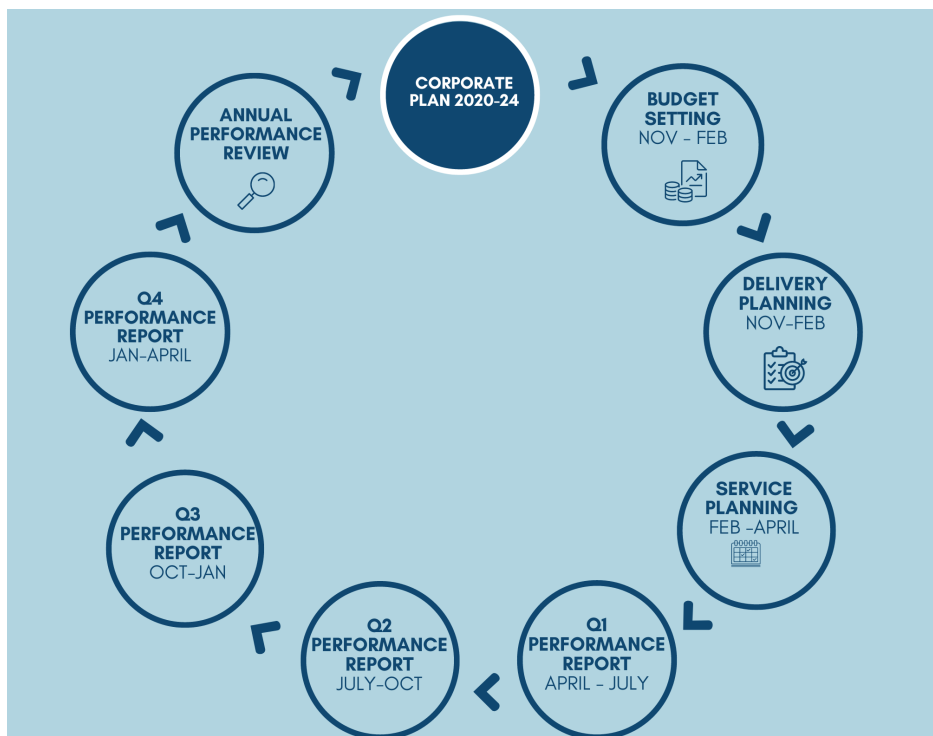 CORPORATE
PLAN 2020-24
BUDGET
SETTING
NOV - FEB
DELIVERY
PLANNING
NOV-FEB
SERVICE
PLANNING
FEB -APRIL
Q1
PERFORMANCE
REPORT
APRIL - JULY
Q2
PERFORMANCE
REPORT
JULY-OCT
Q3
PERFORMANCE
REPORT
OCT-JAN
Q4
PERFORMANCE
REPORT
JAN-APRIL
ANNUAL
PERFORMANCE
REVIEW